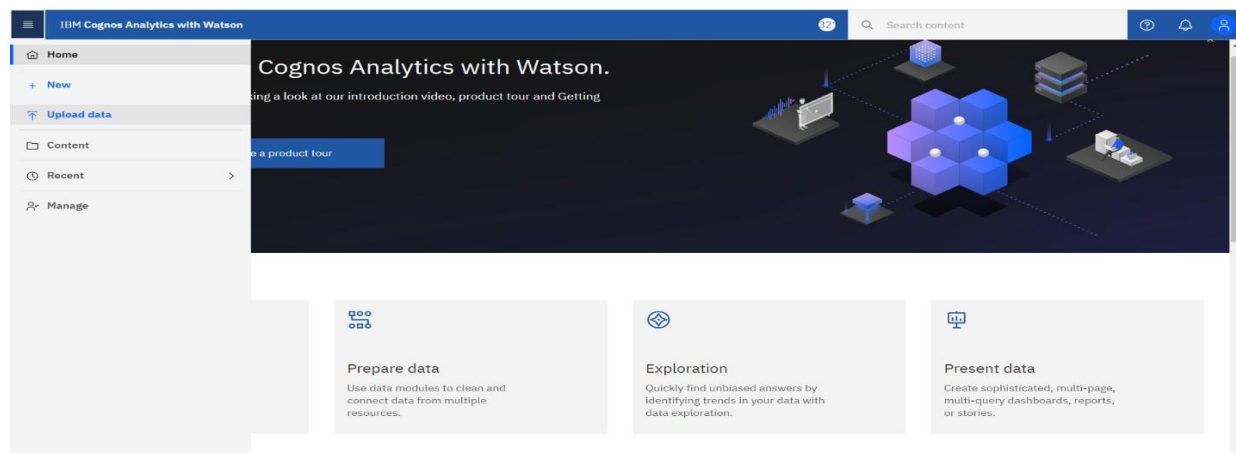 IBM Cognos Analytics with Watson
Search content
Home
New
Upload data
Content
Recent
Manage
Cognos Analytics with Watson.
king a look at our introduction video, product tour and Getting
e a product tour
Prepare data
Use data modules to clean and
connect data from multiple
resources.
Exploration
Quickly find unbiased answers by
identifying trends in your data with
data exploration.
Present data
Create sophisticated, multi-page,
multi-query dashboards, reports,
or stories.